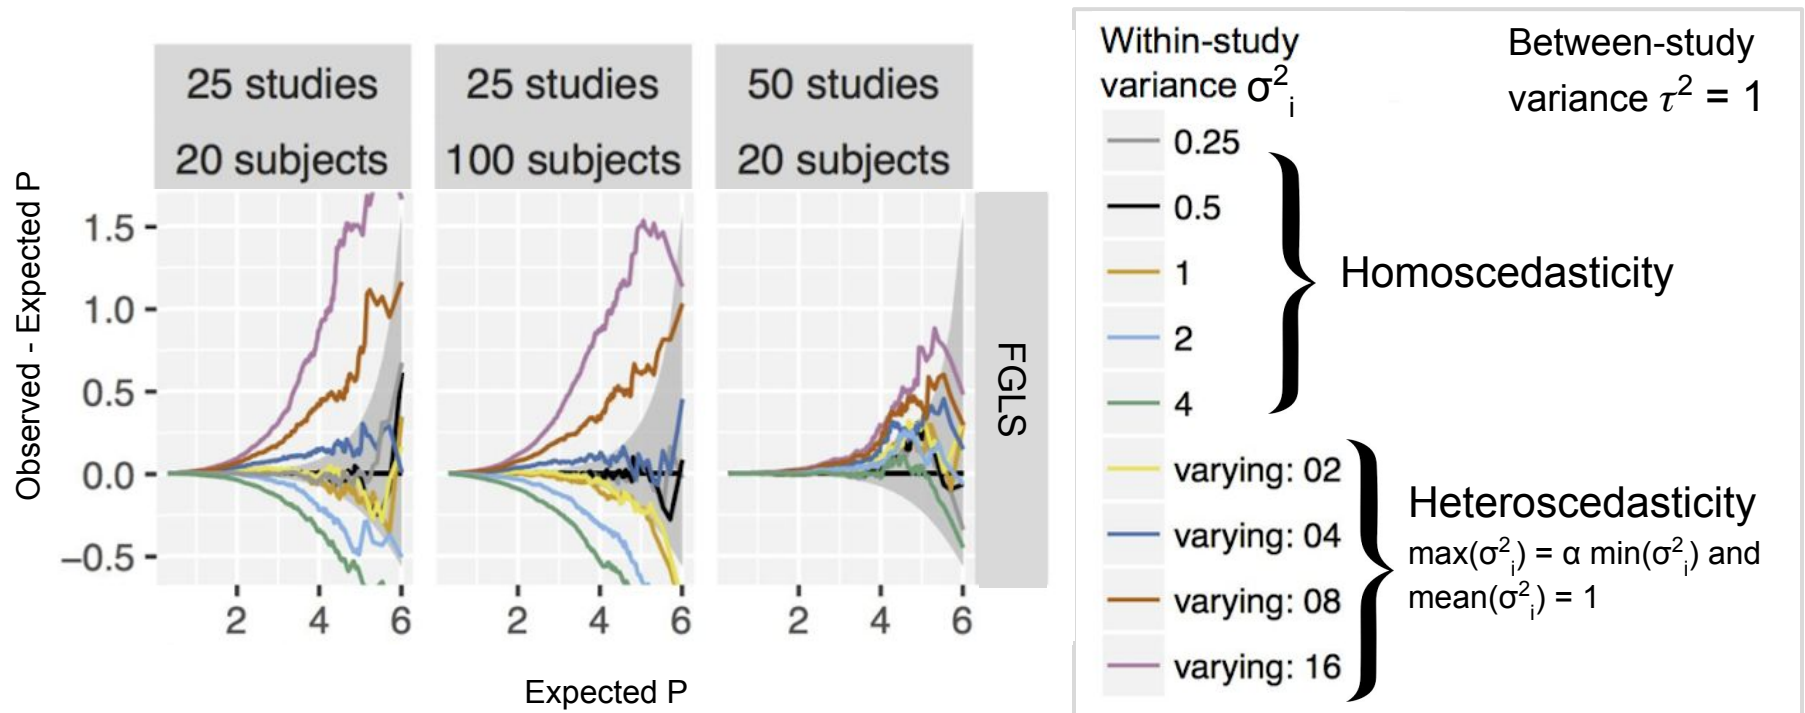 25 studies
20 subjects
25 studies
100 subjects
50 studies
20 subjects
Observed - Expected P
1.5
1.0
0.5
0.0
−0.5
2 4 6
2 4 6
2 4 6
Expected P
FGLS
Within-study
variance σ²ᵢ
Between-study
variance τ² = 1
0.25
0.5
1
2
4
Homoscedasticity
varying: 02
varying: 04
varying: 08
varying: 16
Heteroscedasticity
max(σ²ᵢ) = α min(σ²ᵢ) and
mean(σ²ᵢ) = 1